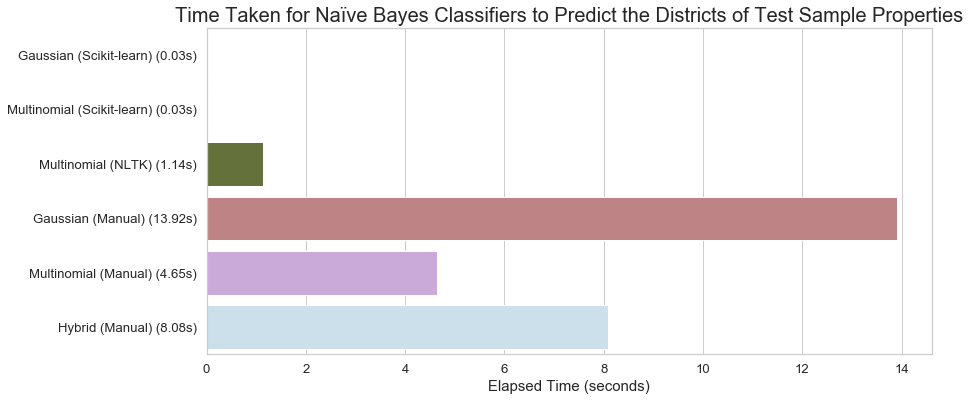 Time Taken for Naïve Bayes Classifiers to Predict the Districts of Test Sample Properties
Gaussian (Scikit-learn) (0.03s)
Multinomial (Scikit-learn) (0.03s)
Multinomial (NLTK) (1.14s)
Gaussian (Manual) (13.92s)
Multinomial (Manual) (4.65s)
Hybrid (Manual) (8.08s)
0 2 4 6 8 10 12 14
Elapsed Time (seconds)